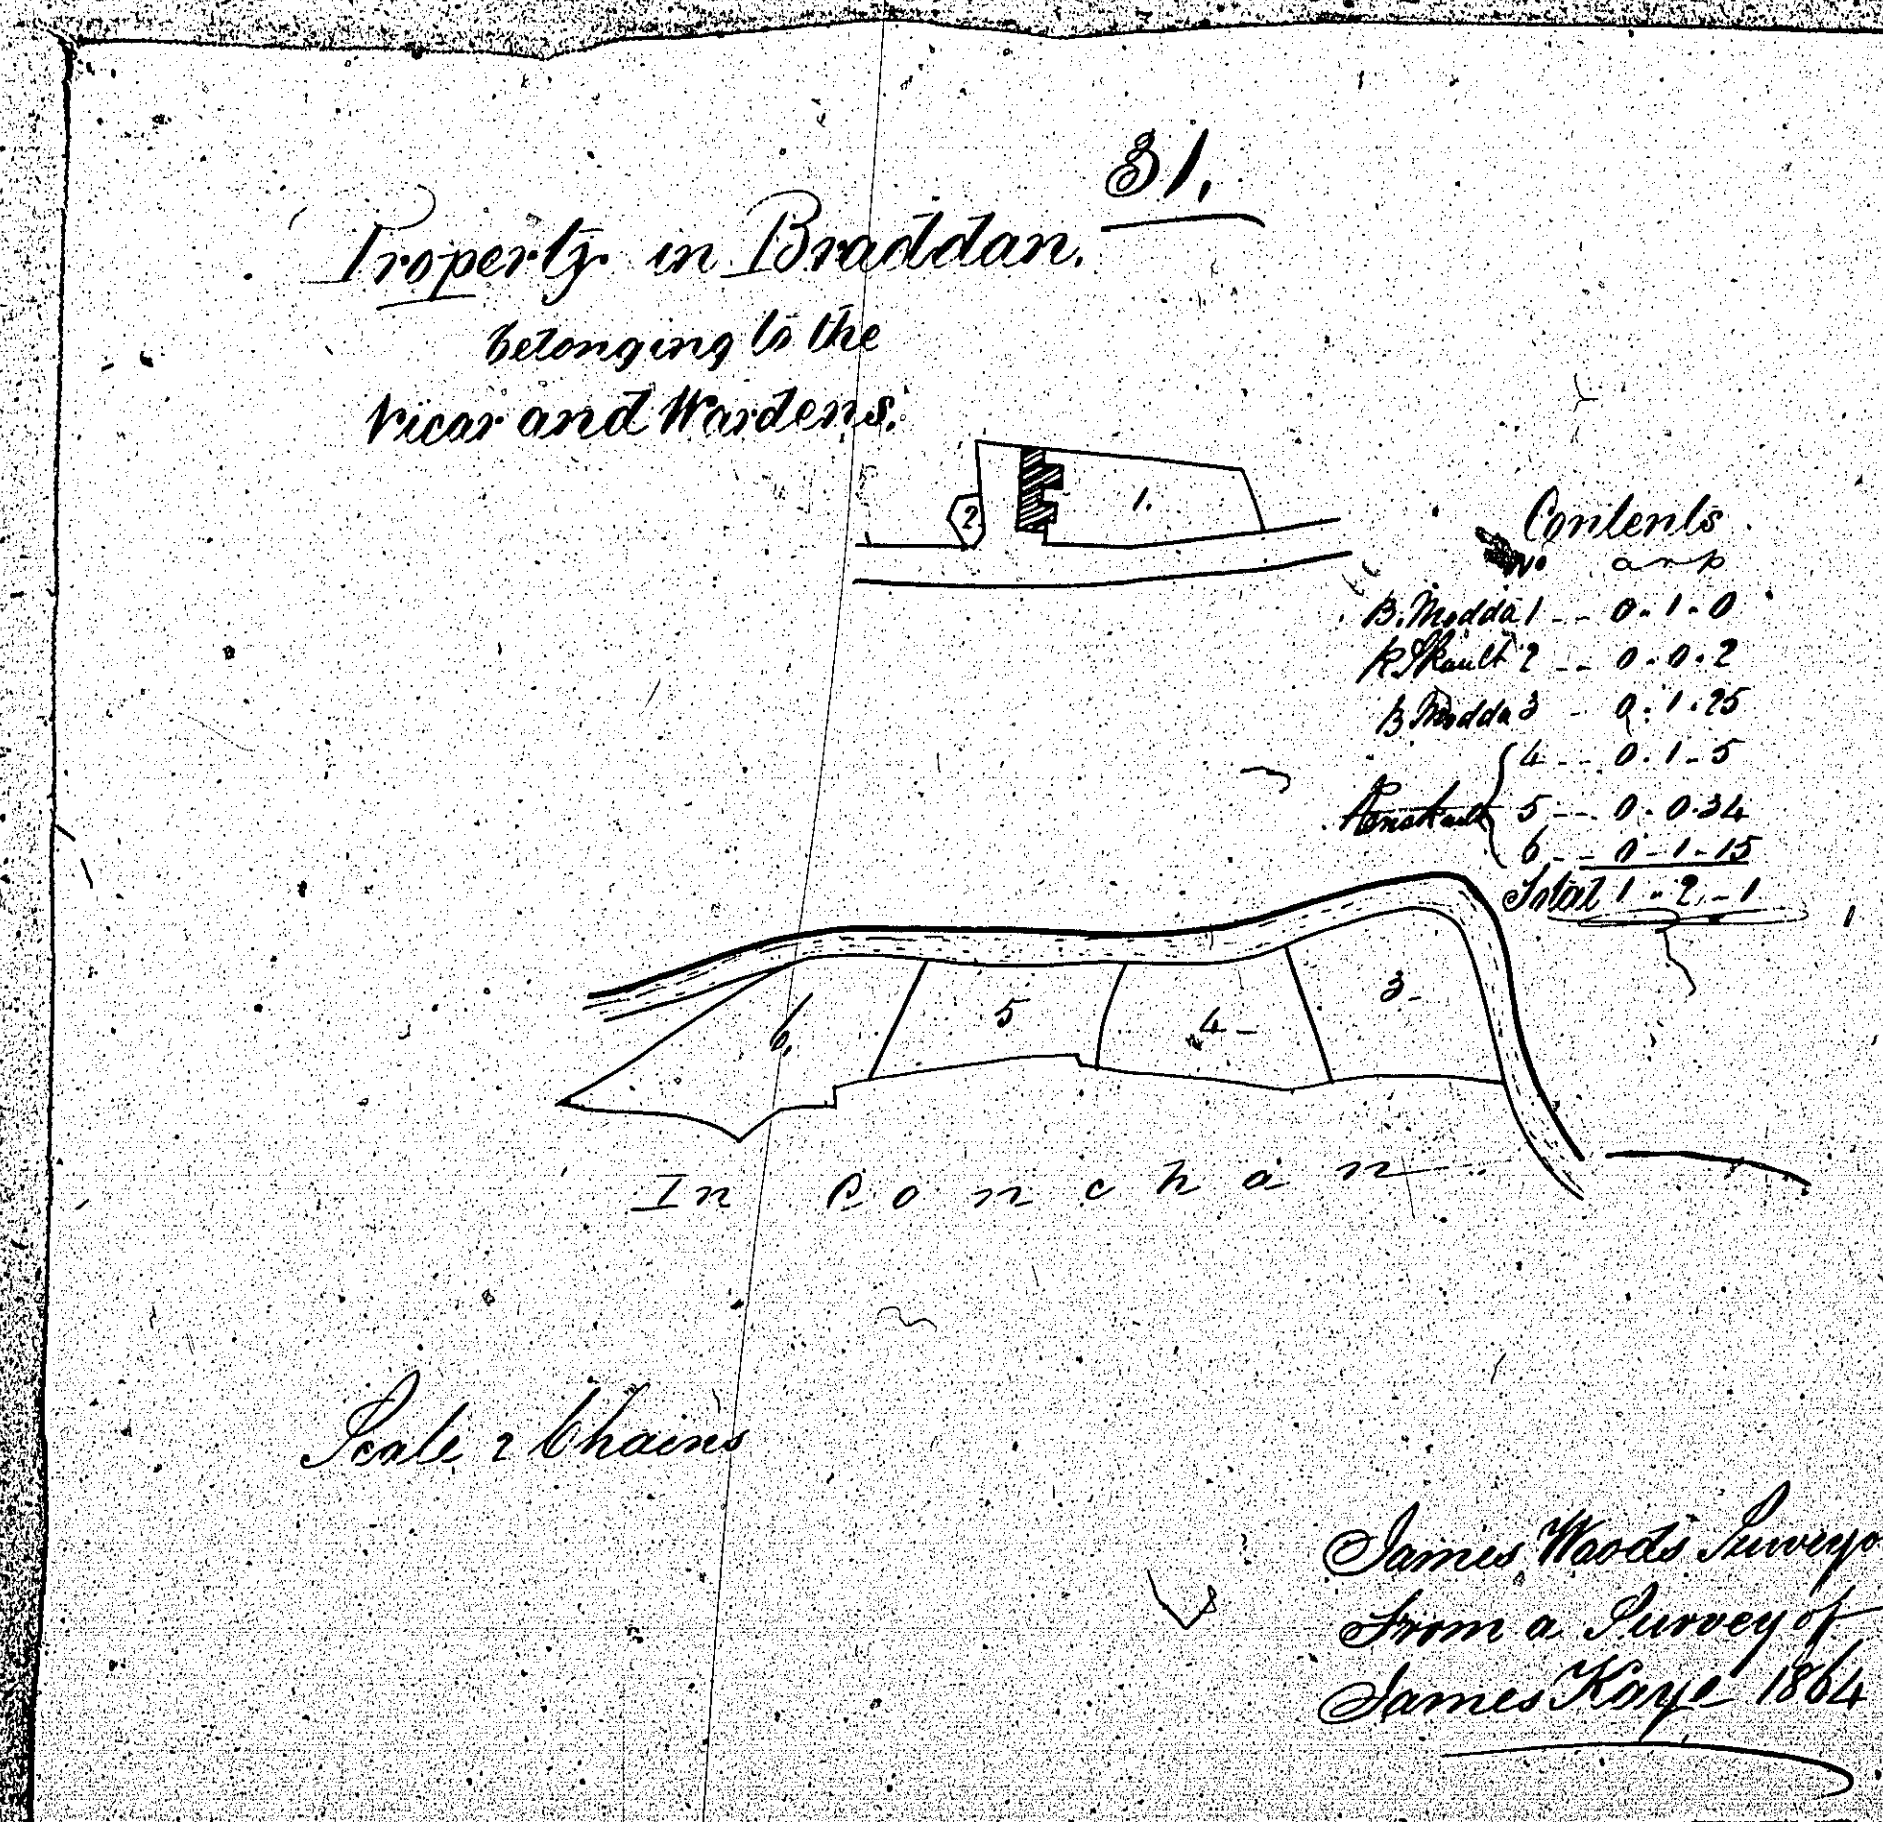 31.
Property in Braddan.
belonging to the
Vicar and Wardens.
1.
2.
Contents
No a r p
B. Modda 1 -- 0.1.0
R. Skault 2 -- 0.0.2
B. Modda 3 - 0.1.25
4 -- 0.1-5
5 -- 0.0.34
6 -- 0-1-15
Total 1-2-1
6.
5
4-
3-
In Conchan
Scale 2 Chains
James Woods Surveyo
From a Survey of
James Kaye 1864